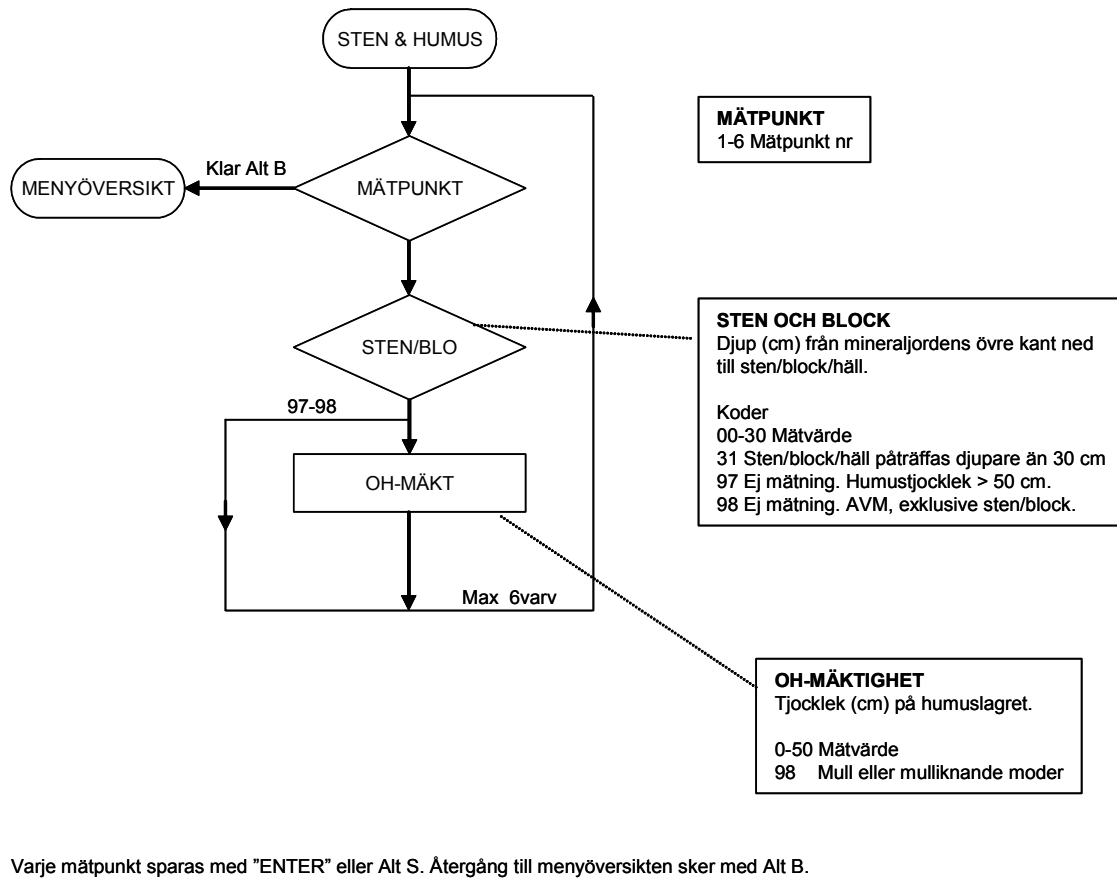 STEN & HUMUS
MÄTPUNKT
1-6 Mätpunkt nr
Klar Alt B
MENYÖVERSIKT
MÄTPUNKT
STEN/BLO
STEN OCH BLOCK
Djup (cm) från mineraljordens övre kant ned
till sten/block/häll.
Koder
00-30 Mätvärde
31 Sten/block/häll påträffas djupare än 30 cm
97 Ej mätning. Humustjocklek > 50 cm.
98 Ej mätning. AVM, exklusive sten/block.
97-98
OH-MÄKT
Max 6varv
OH-MÄKTIGHET
Tjocklek (cm) på humuslagret.
0-50 Mätvärde
98 Mull eller mulliknande moder
Varje mätpunkt sparas med ”ENTER” eller Alt S. Återgång till menyöversikten sker med Alt B.